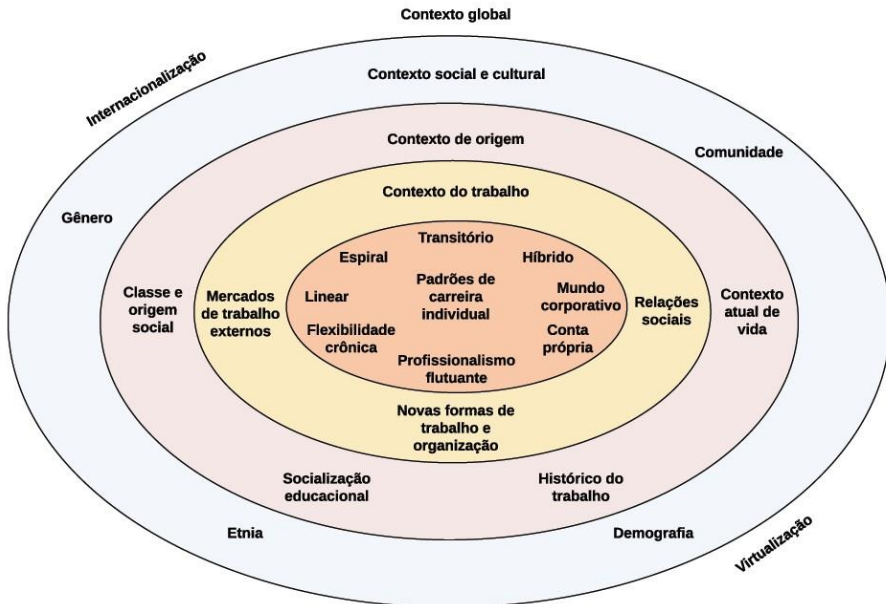 Contexto global
Internacionalização
Contexto social e cultural
Contexto de origem
Comunidade
Contexto do trabalho
Gênero
Transitório
Espiral
Híbrido
Classe e
origem
social
Mercados
de trabalho
externos
Linear
Padrões de
carreira
individual
Mundo
corporativo
Relações
sociais
Contexto
atual de
vida
Flexibilidade
crônica
Conta
própria
Profissionalismo
flutuante
Novas formas de
trabalho e
organização
Socialização
educacional
Histórico do
trabalho
Etnia
Demografia
Virtualização